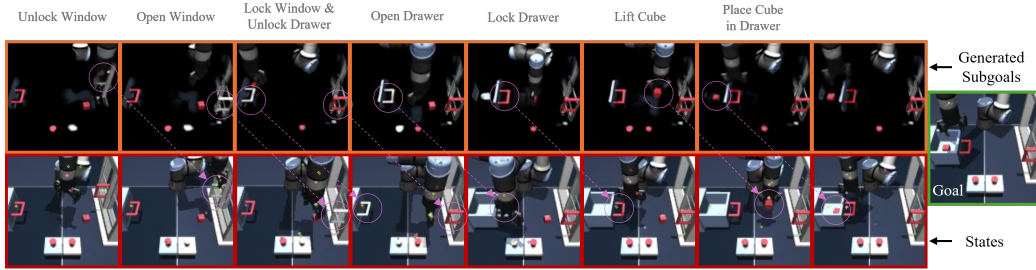 Unlock Window
Open Window
Lock Window &
Unlock Drawer
Open Drawer
Lock Drawer
Lift Cube
Place Cube
in Drawer
Generated
Subgoals
Goal
States